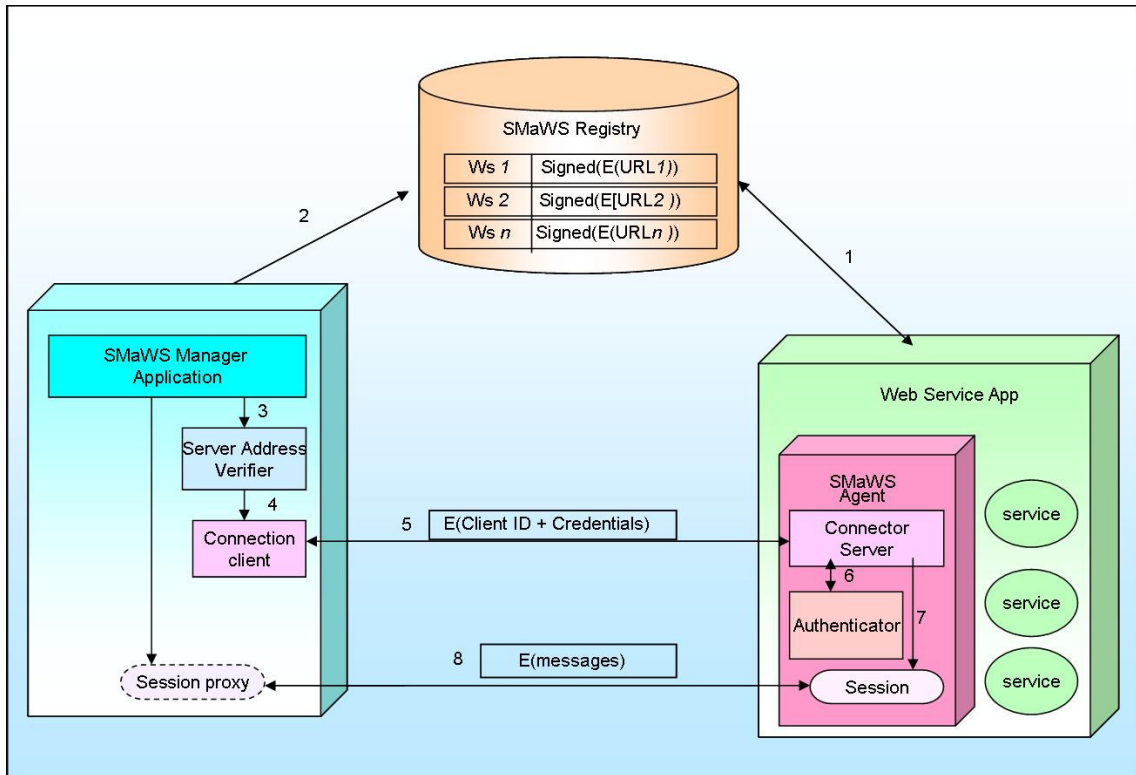 SMaWS Registry
Ws 1 Signed(E(URL1))
Ws 2 Signed(E[URL2 ))
Ws n Signed(E(URLn ))
2
1
SMaWS Manager
Application
3
Server Address
Verifier
4
Connection
client
5
E(Client ID + Credentials)
8
E(messages)
Session proxy
Web Service App
SMaWS
Agent
Connector
Server
6
Authenticator
7
Session
service
service
service